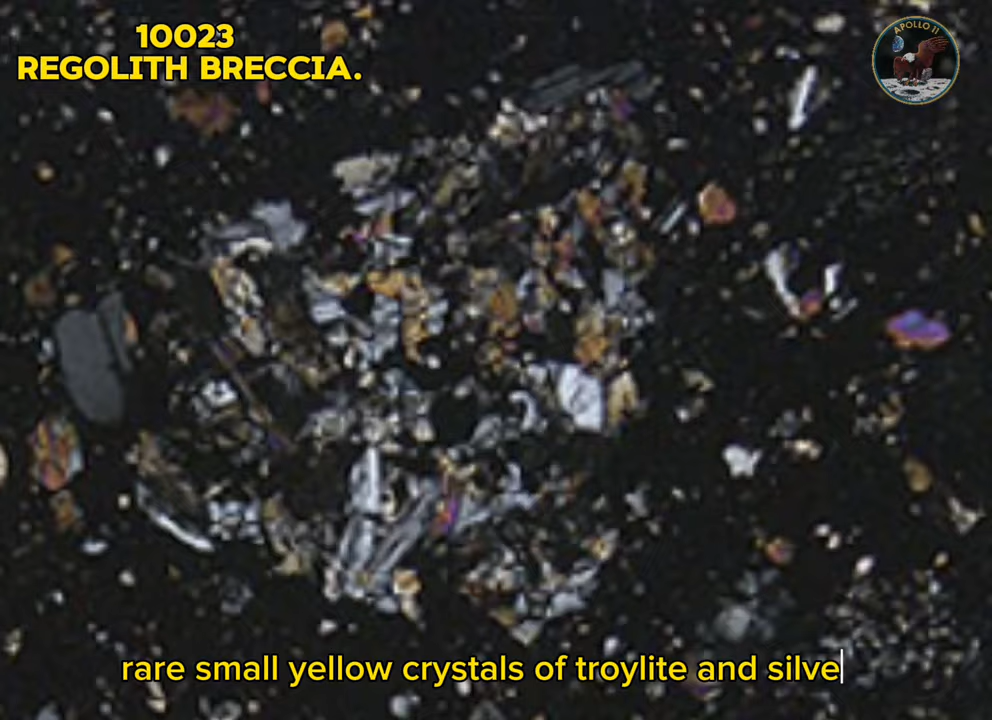 10023
REGOLITH BRECCIA.
APOLLO 11
rare small yellow crystals of troylite and silve